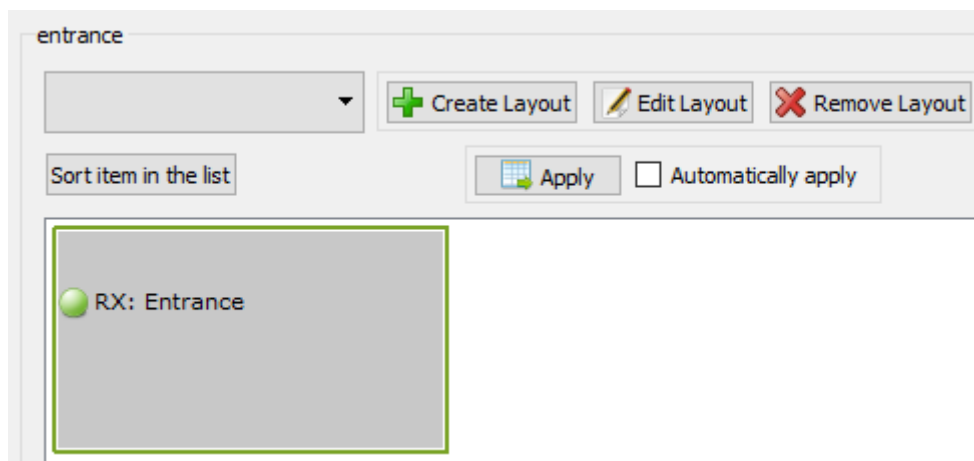 entrance
Create Layout Edit Layout Remove Layout
Sort item in the list Apply Automatically apply
RX: Entrance